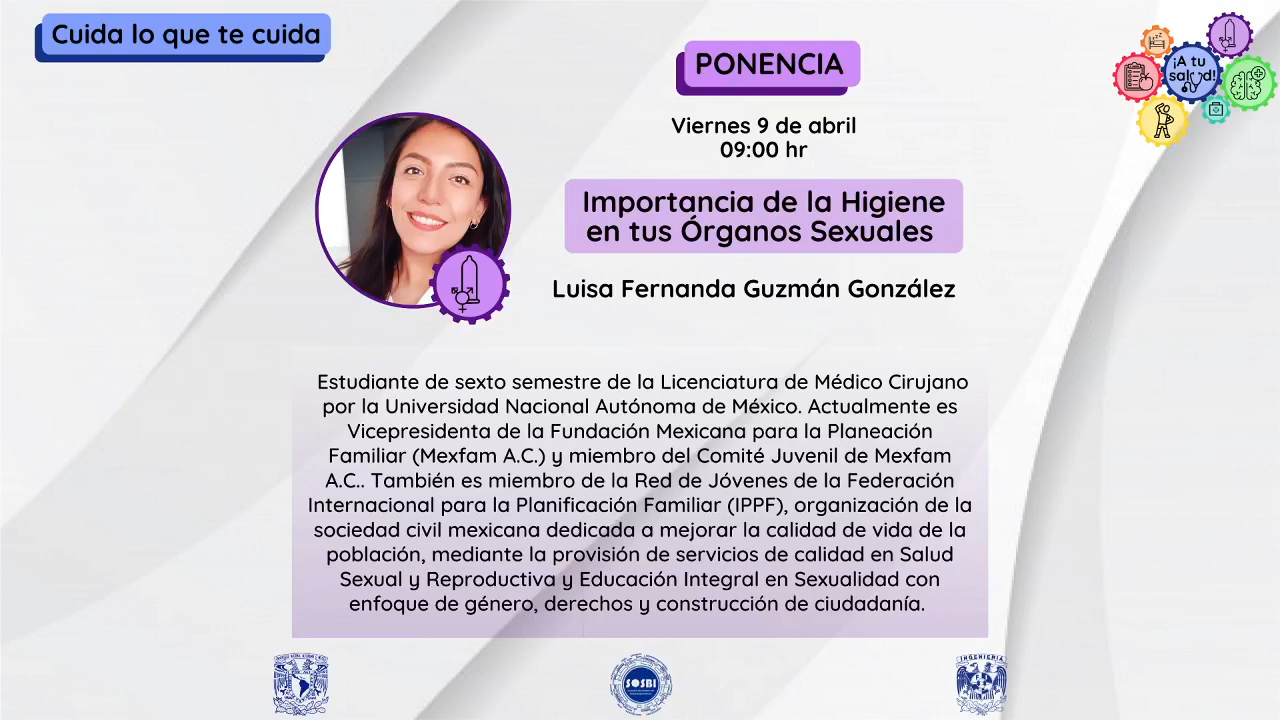 Cuida lo que te cuida
PONENCIA
¡A tu
salud!
Viernes 9 de abril
09:00 hr
Importancia de la Higiene
en tus Órganos Sexuales
Luisa Fernanda Guzmán González
Estudiante de sexto semestre de la Licenciatura de Médico Cirujano
por la Universidad Nacional Autónoma de México. Actualmente es
Vicepresidenta de la Fundación Mexicana para la Planeación
Familiar (Mexfam A.C.) y miembro del Comité Juvenil de Mexfam
A.C.. También es miembro de la Red de Jóvenes de la Federación
Internacional para la Planificación Familiar (IPPF), organización de la
sociedad civil mexicana dedicada a mejorar la calidad de vida de la
población, mediante la provisión de servicios de calidad en Salud
Sexual y Reproductiva y Educación Integral en Sexualidad con
enfoque de género, derechos y construcción de ciudadanía.
SOSBI
INGENIERIA